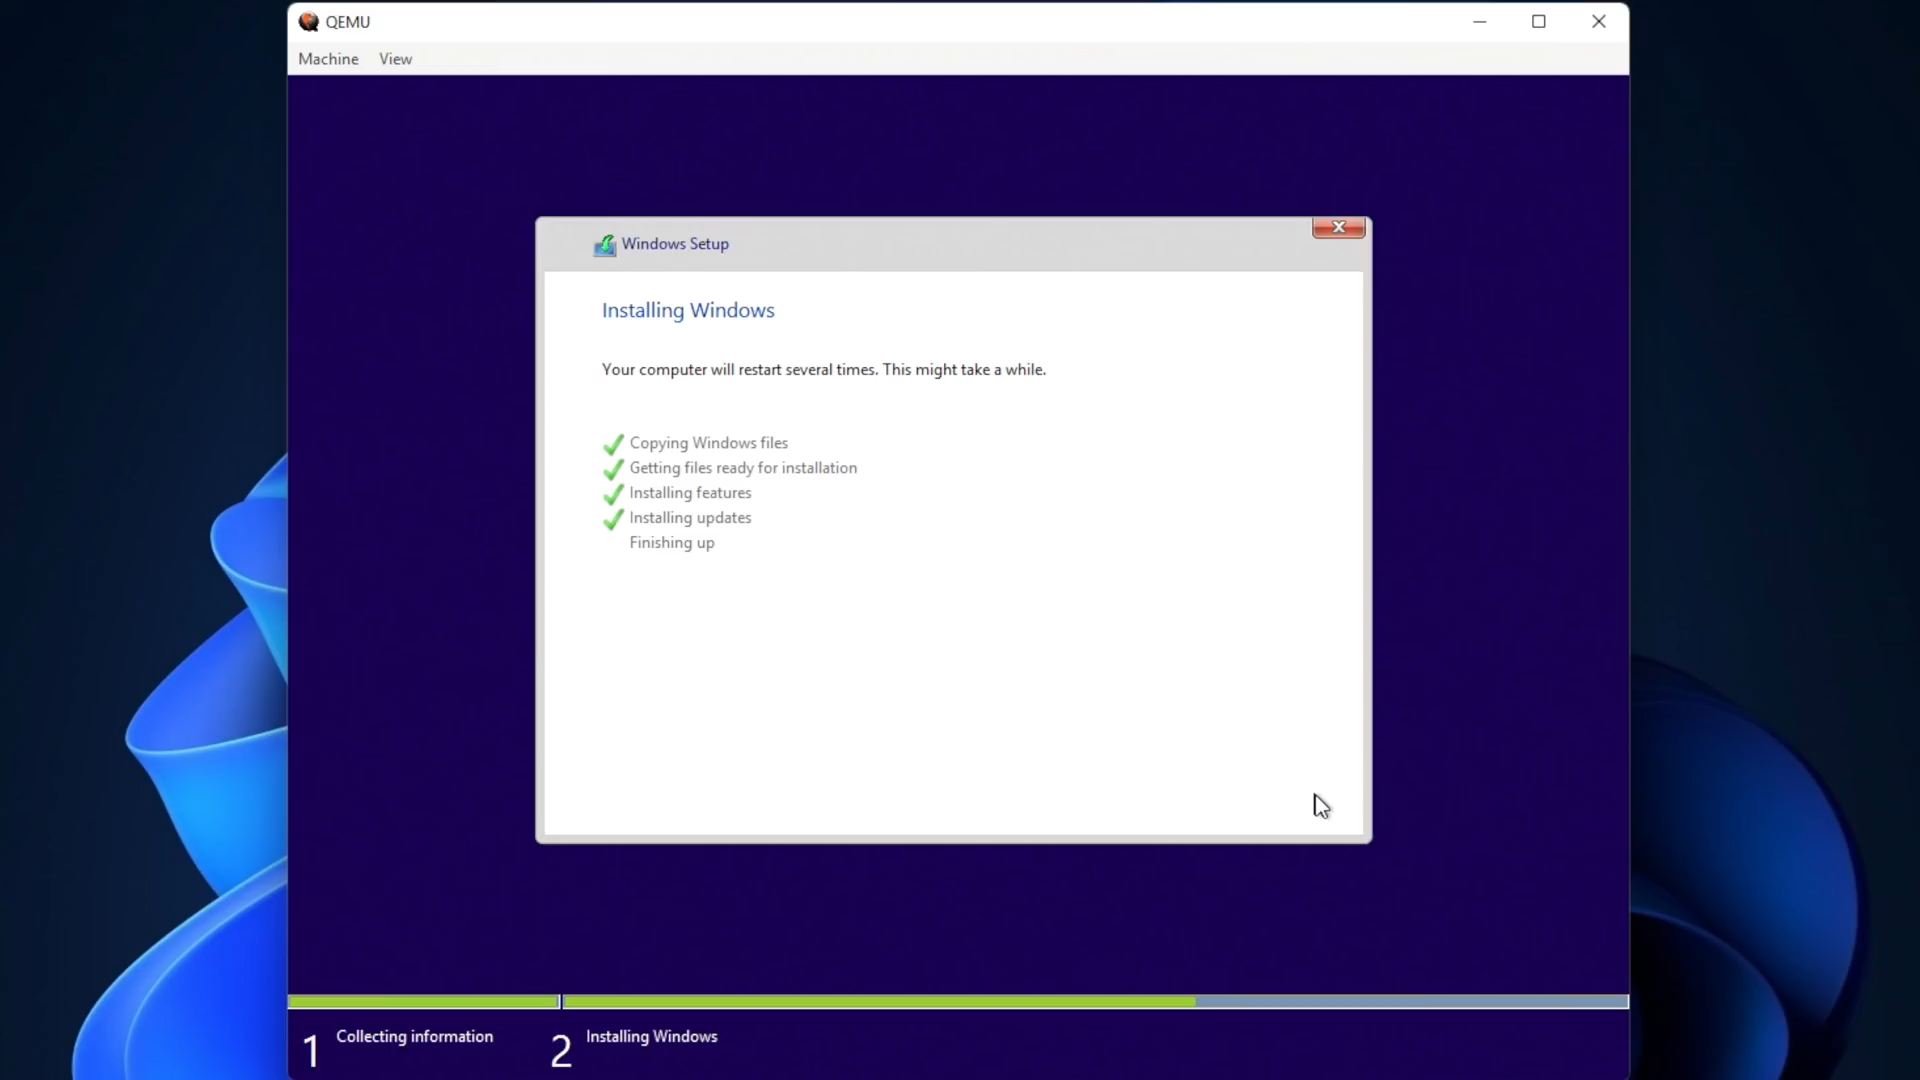 QEMU
Machine View
Windows Setup
Installing Windows
Your computer will restart several times. This might take a while.
Copying Windows files
Getting files ready for installation
Installing features
Installing updates
Finishing up
1 Collecting information 2 Installing Windows